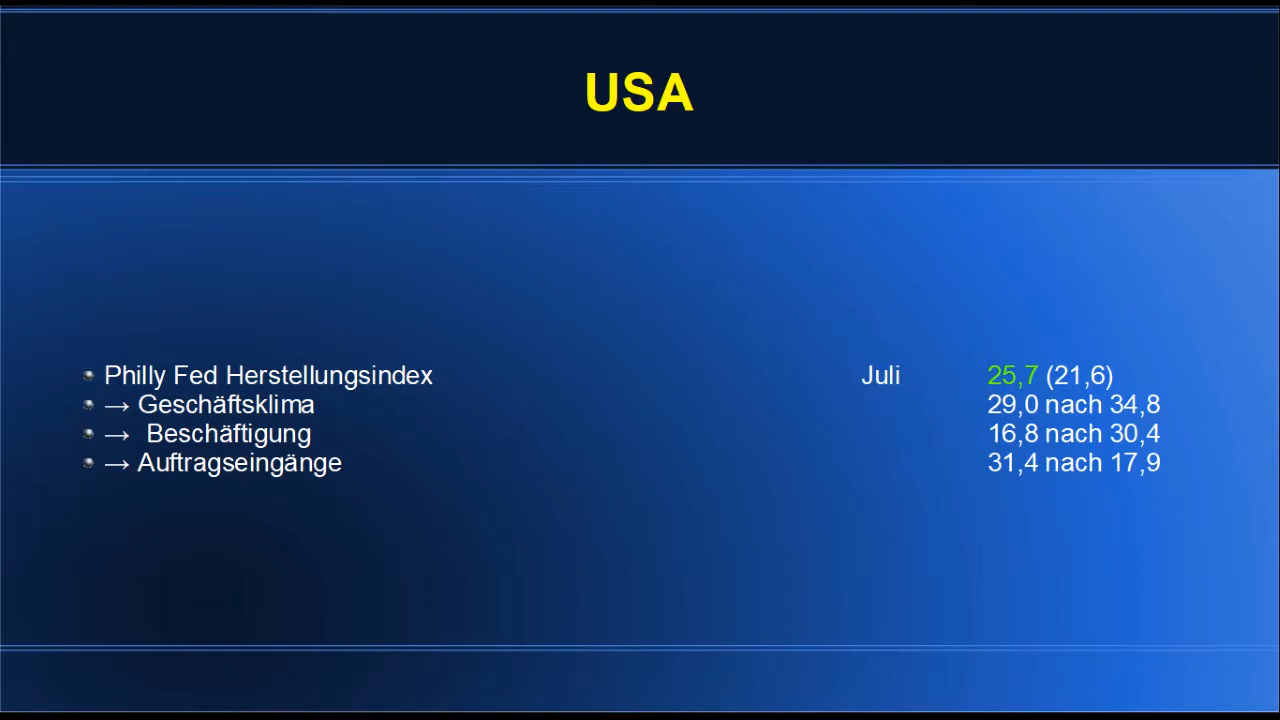 USA
Philly Fed Herstellungsindex Juli 25,7 (21,6)
→ Geschäftsklima 29,0 nach 34,8
→ Beschäftigung 16,8 nach 30,4
→ Auftragseingänge 31,4 nach 17,9